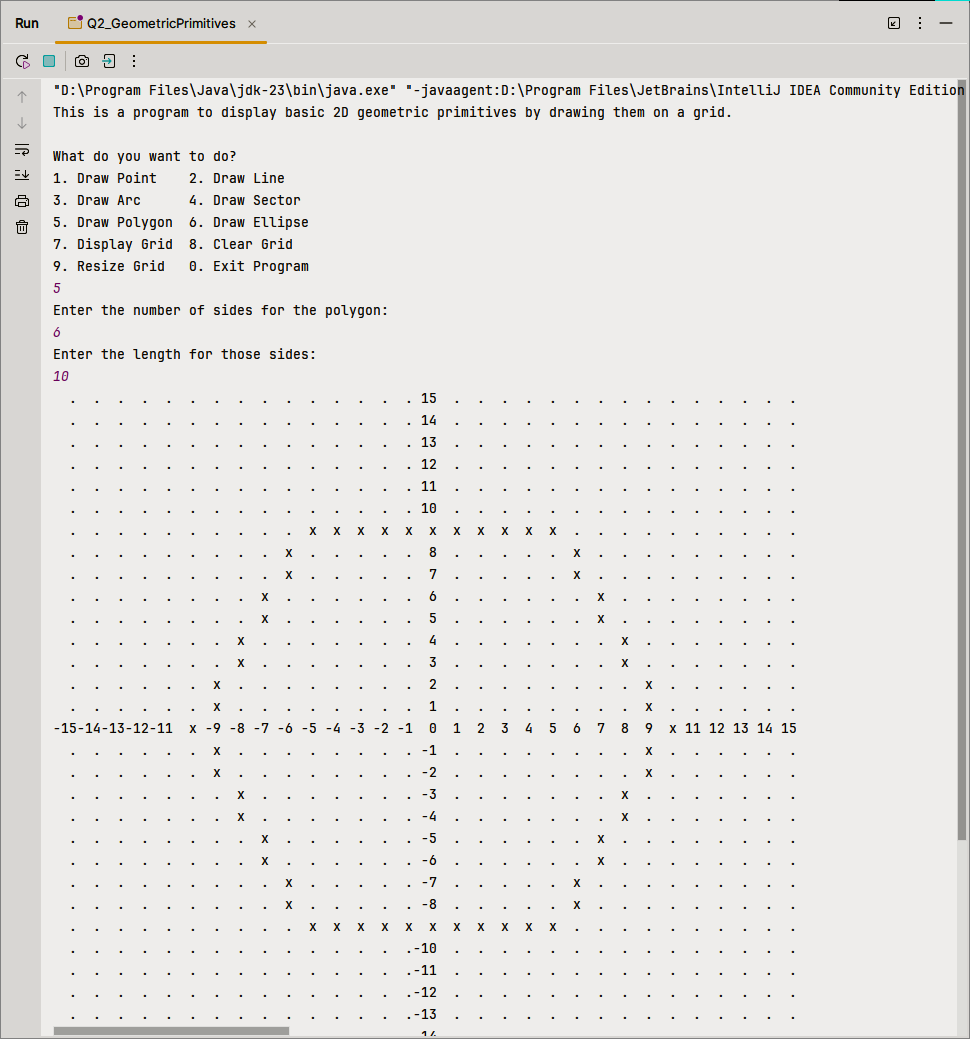 Run
Q2_GeometricPrimitives
"D:\Program Files\Java\jdk-23\bin\java.exe" "-javaagent:D:\Program Files\JetBrains\IntelliJ IDEA Community Edition
This is a program to display basic 2D geometric primitives by drawing them on a grid.
What do you want to do?
1. Draw Point    2. Draw Line
3. Draw Arc      4. Draw Sector
5. Draw Polygon  6. Draw Ellipse
7. Display Grid  8. Clear Grid
9. Resize Grid   0. Exit Program
5
Enter the number of sides for the polygon:
6
Enter the length for those sides:
10
  .  .  .  .  .  .  .  .  .  .  .  .  .  .  . 15  .  .  .  .  .  .  .  .  .  .  .  .  .  .  .
  .  .  .  .  .  .  .  .  .  .  .  .  .  .  . 14  .  .  .  .  .  .  .  .  .  .  .  .  .  .  .
  .  .  .  .  .  .  .  .  .  .  .  .  .  .  . 13  .  .  .  .  .  .  .  .  .  .  .  .  .  .  .
  .  .  .  .  .  .  .  .  .  .  .  .  .  .  . 12  .  .  .  .  .  .  .  .  .  .  .  .  .  .  .
  .  .  .  .  .  .  .  .  .  .  .  .  .  .  . 11  .  .  .  .  .  .  .  .  .  .  .  .  .  .  .
  .  .  .  .  .  .  .  .  .  .  .  .  .  .  . 10  .  .  .  .  .  .  .  .  .  .  .  .  .  .  .
  .  .  .  .  .  .  .  .  .  .  x  x  x  x  x  x  x  x  x  x  x  .  .  .  .  .  .  .  .  .  .
  .  .  .  .  .  .  .  .  .  x  .  .  .  .  .  8  .  .  .  .  .  x  .  .  .  .  .  .  .  .  .
  .  .  .  .  .  .  .  .  .  x  .  .  .  .  .  7  .  .  .  .  .  x  .  .  .  .  .  .  .  .  .
  .  .  .  .  .  .  .  .  x  .  .  .  .  .  .  6  .  .  .  .  .  .  x  .  .  .  .  .  .  .  .
  .  .  .  .  .  .  .  .  x  .  .  .  .  .  .  5  .  .  .  .  .  .  x  .  .  .  .  .  .  .  .
  .  .  .  .  .  .  .  x  .  .  .  .  .  .  .  4  .  .  .  .  .  .  .  x  .  .  .  .  .  .  .
  .  .  .  .  .  .  .  x  .  .  .  .  .  .  .  3  .  .  .  .  .  .  .  x  .  .  .  .  .  .  .
  .  .  .  .  .  .  x  .  .  .  .  .  .  .  .  2  .  .  .  .  .  .  .  .  x  .  .  .  .  .  .
  .  .  .  .  .  .  x  .  .  .  .  .  .  .  .  1  .  .  .  .  .  .  .  .  x  .  .  .  .  .  .
-15-14-13-12-11  x -9 -8 -7 -6 -5 -4 -3 -2 -1  0  1  2  3  4  5  6  7  8  9  x 11 12 13 14 15
  .  .  .  .  .  .  x  .  .  .  .  .  .  .  . -1  .  .  .  .  .  .  .  .  x  .  .  .  .  .  .
  .  .  .  .  .  .  x  .  .  .  .  .  .  .  . -2  .  .  .  .  .  .  .  .  x  .  .  .  .  .  .
  .  .  .  .  .  .  .  x  .  .  .  .  .  .  . -3  .  .  .  .  .  .  .  x  .  .  .  .  .  .  .
  .  .  .  .  .  .  .  x  .  .  .  .  .  .  . -4  .  .  .  .  .  .  .  x  .  .  .  .  .  .  .
  .  .  .  .  .  .  .  .  x  .  .  .  .  .  . -5  .  .  .  .  .  .  x  .  .  .  .  .  .  .  .
  .  .  .  .  .  .  .  .  x  .  .  .  .  .  . -6  .  .  .  .  .  .  x  .  .  .  .  .  .  .  .
  .  .  .  .  .  .  .  .  .  x  .  .  .  .  . -7  .  .  .  .  .  x  .  .  .  .  .  .  .  .  .
  .  .  .  .  .  .  .  .  .  x  .  .  .  .  . -8  .  .  .  .  .  x  .  .  .  .  .  .  .  .  .
  .  .  .  .  .  .  .  .  .  .  x  x  x  x  x  x  x  x  x  x  x  .  .  .  .  .  .  .  .  .  .
  .  .  .  .  .  .  .  .  .  .  .  .  .  .  .-10  .  .  .  .  .  .  .  .  .  .  .  .  .  .  .
  .  .  .  .  .  .  .  .  .  .  .  .  .  .  .-11  .  .  .  .  .  .  .  .  .  .  .  .  .  .  .
  .  .  .  .  .  .  .  .  .  .  .  .  .  .  .-12  .  .  .  .  .  .  .  .  .  .  .  .  .  .  .
  .  .  .  .  .  .  .  .  .  .  .  .  .  .  .-13  .  .  .  .  .  .  .  .  .  .  .  .  .  .  .